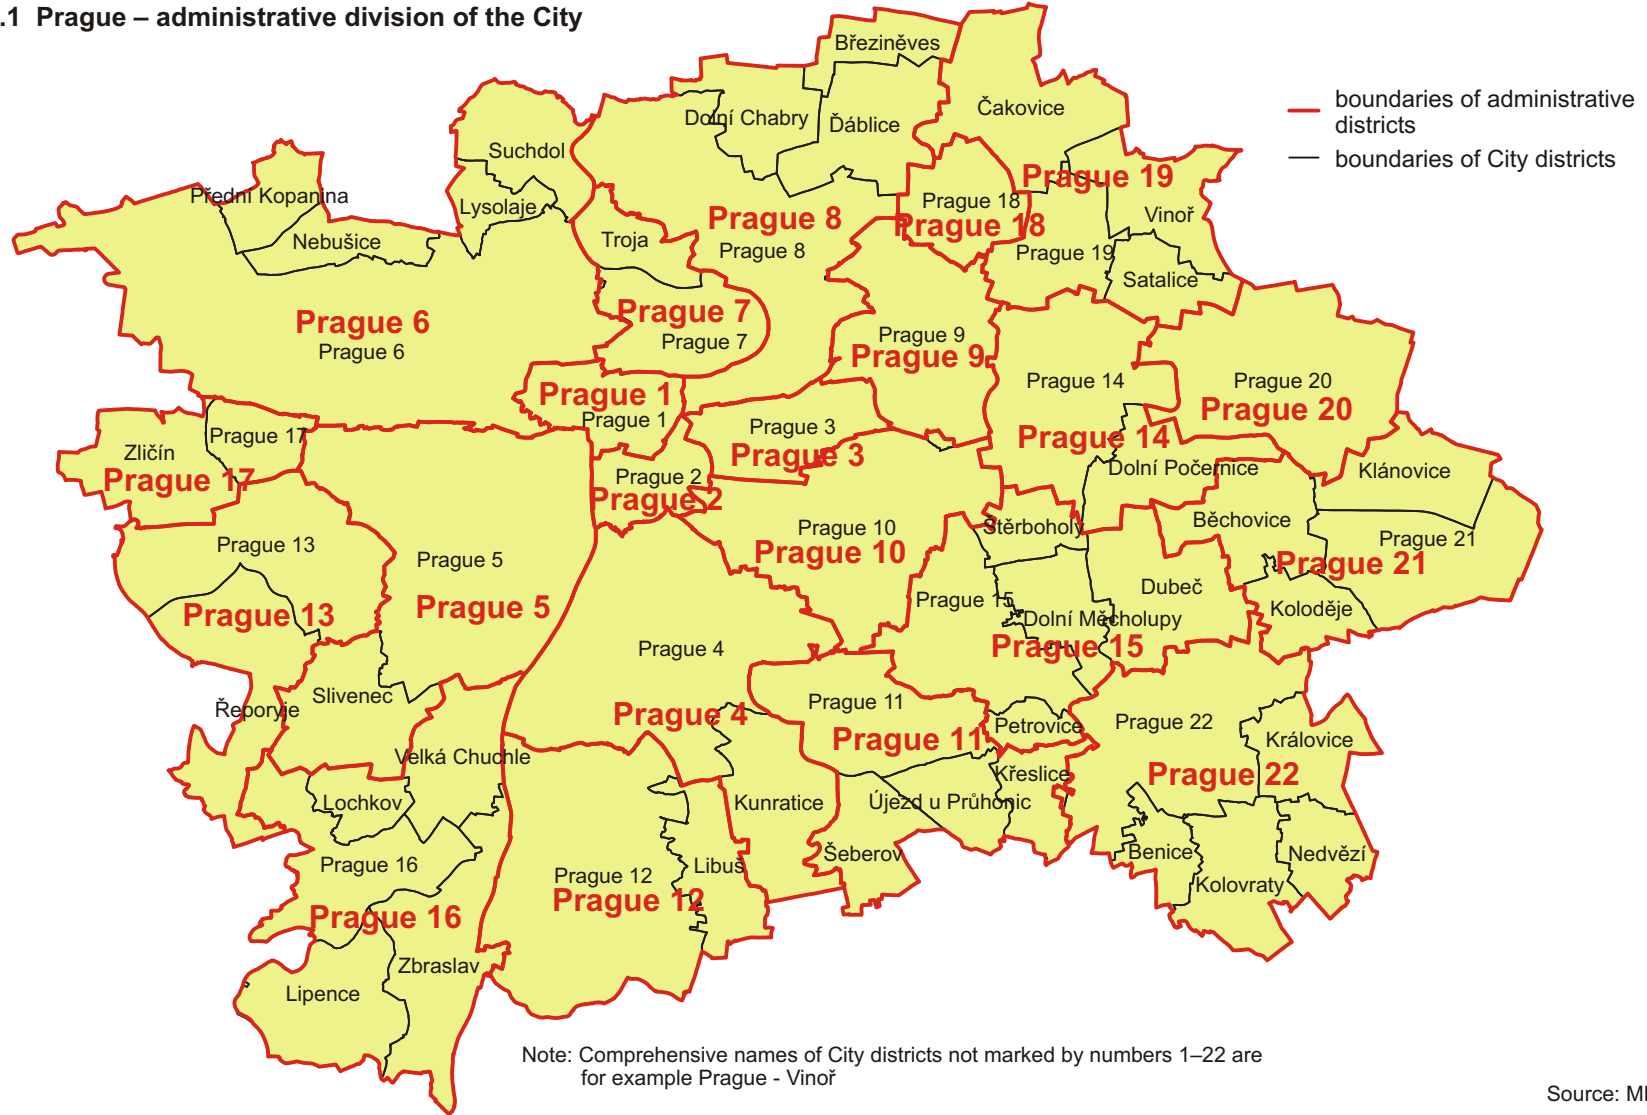 .1 Prague – administrative division of the City
Březiněves
boundaries of administrative
districts
boundaries of City districts
Čakovice
Dolní Chabry
Ďáblice
Suchdol
Prague 19
Přední Kopanina
Lysolaje
Prague 18
Prague 18
Vinoř
Prague 8
Nebušice
Troja
Prague 8
Prague 19
Satalice
Prague 7
Prague 7
Prague 6
Prague 6
Prague 9
Prague 9
Prague 14
Prague 14
Prague 20
Prague 20
Prague 1
Prague 1
Prague 3
Prague 3
Prague 17
Zličín
Prague 17
Dolní Počernice
Klánovice
Prague 2
Prague 2
Běchovice
Štěrboholy
Prague 10
Prague 10
Prague 21
Prague 21
Prague 13
Prague 13
Prague 5
Prague 5
Dubeč
Koloděje
Prague 15
Dolní Měcholupy
Prague 15
Prague 4
Prague 4
Slivenec
Řeporyje
Prague 11
Prague 11
Petrovice
Prague 22
Prague 22
Královice
Velká Chuchle
Lochkov
Kunratice
Křeslice
Újezd u Průhonic
Šeberov
Benice
Nedvězí
Kolovraty
Prague 16
Prague 16
Prague 12
Prague 12
Libuš
Zbraslav
Lipence
Note: Comprehensive names of City districts not marked by numbers 1–22 are
for example Prague - Vinoř
Source: